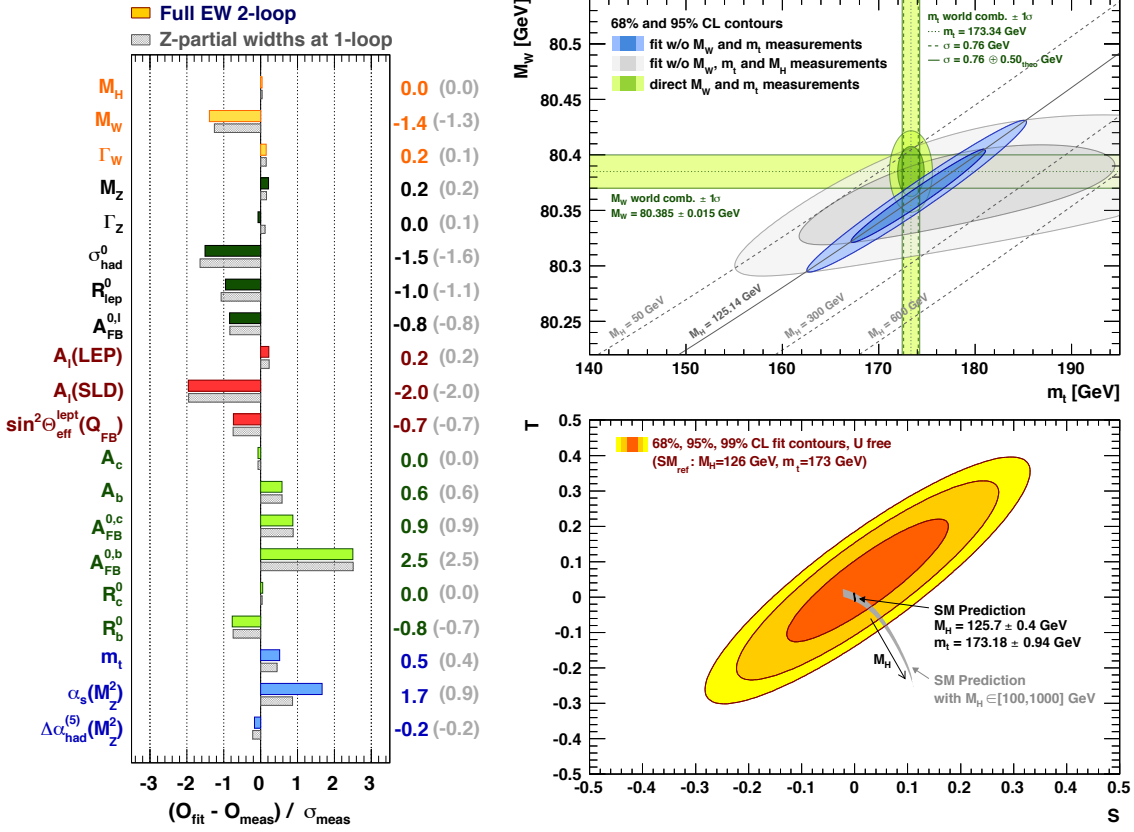 Full EW 2-loop
Z-partial widths at 1-loop
M_H 0.0 (0.0)
M_W -1.4 (-1.3)
Γ_W 0.2 (0.1)
M_Z 0.2 (0.2)
Γ_Z 0.0 (0.1)
σ^0_had -1.5 (-1.6)
R^0_lep -1.0 (-1.1)
A^0,l_FB -0.8 (-0.8)
A_l(LEP) 0.2 (0.2)
A_l(SLD) -2.0 (-2.0)
sin²Θ^lept_eff(Q_FB) -0.7 (-0.7)
A_c 0.0 (0.0)
A_b 0.6 (0.6)
A^0,c_FB 0.9 (0.9)
A^0,b_FB 2.5 (2.5)
R^0_c 0.0 (0.0)
R^0_b -0.8 (-0.7)
m_t 0.5 (0.4)
α_s(M²_Z) 1.7 (0.9)
Δα^(5)_had(M²_Z) -0.2 (-0.2)
-3 -2 -1 0 1 2 3
(O_fit - O_meas) / σ_meas
M_W [GeV]
80.5
80.45
80.4
80.35
80.3
80.25
68% and 95% CL contours
fit w/o M_W and m_t measurements
fit w/o M_W, m_t and M_H measurements
direct M_W and m_t measurements
m_t world comb. ± 1σ
m_t = 173.34 GeV
σ = 0.76 GeV
σ = 0.76 ⊕ 0.50_theo GeV
M_W world comb. ± 1σ
M_W = 80.385 ± 0.015 GeV
M_H = 50 GeV
M_H = 125.14 GeV
M_H = 300 GeV
M_H = 600 GeV
140 150 160 170 180 190
m_t [GeV]
T
0.5
0.4
0.3
0.2
0.1
0
-0.1
-0.2
-0.3
-0.4
-0.5
68%, 95%, 99% CL fit contours, U free
(SM_ref: M_H=126 GeV, m_t=173 GeV)
SM Prediction
M_H = 125.7 ± 0.4 GeV
m_t = 173.18 ± 0.94 GeV
M_H
SM Prediction
with M_H ∈ [100,1000] GeV
-0.5 -0.4 -0.3 -0.2 -0.1 0 0.1 0.2 0.3 0.4 0.5
S